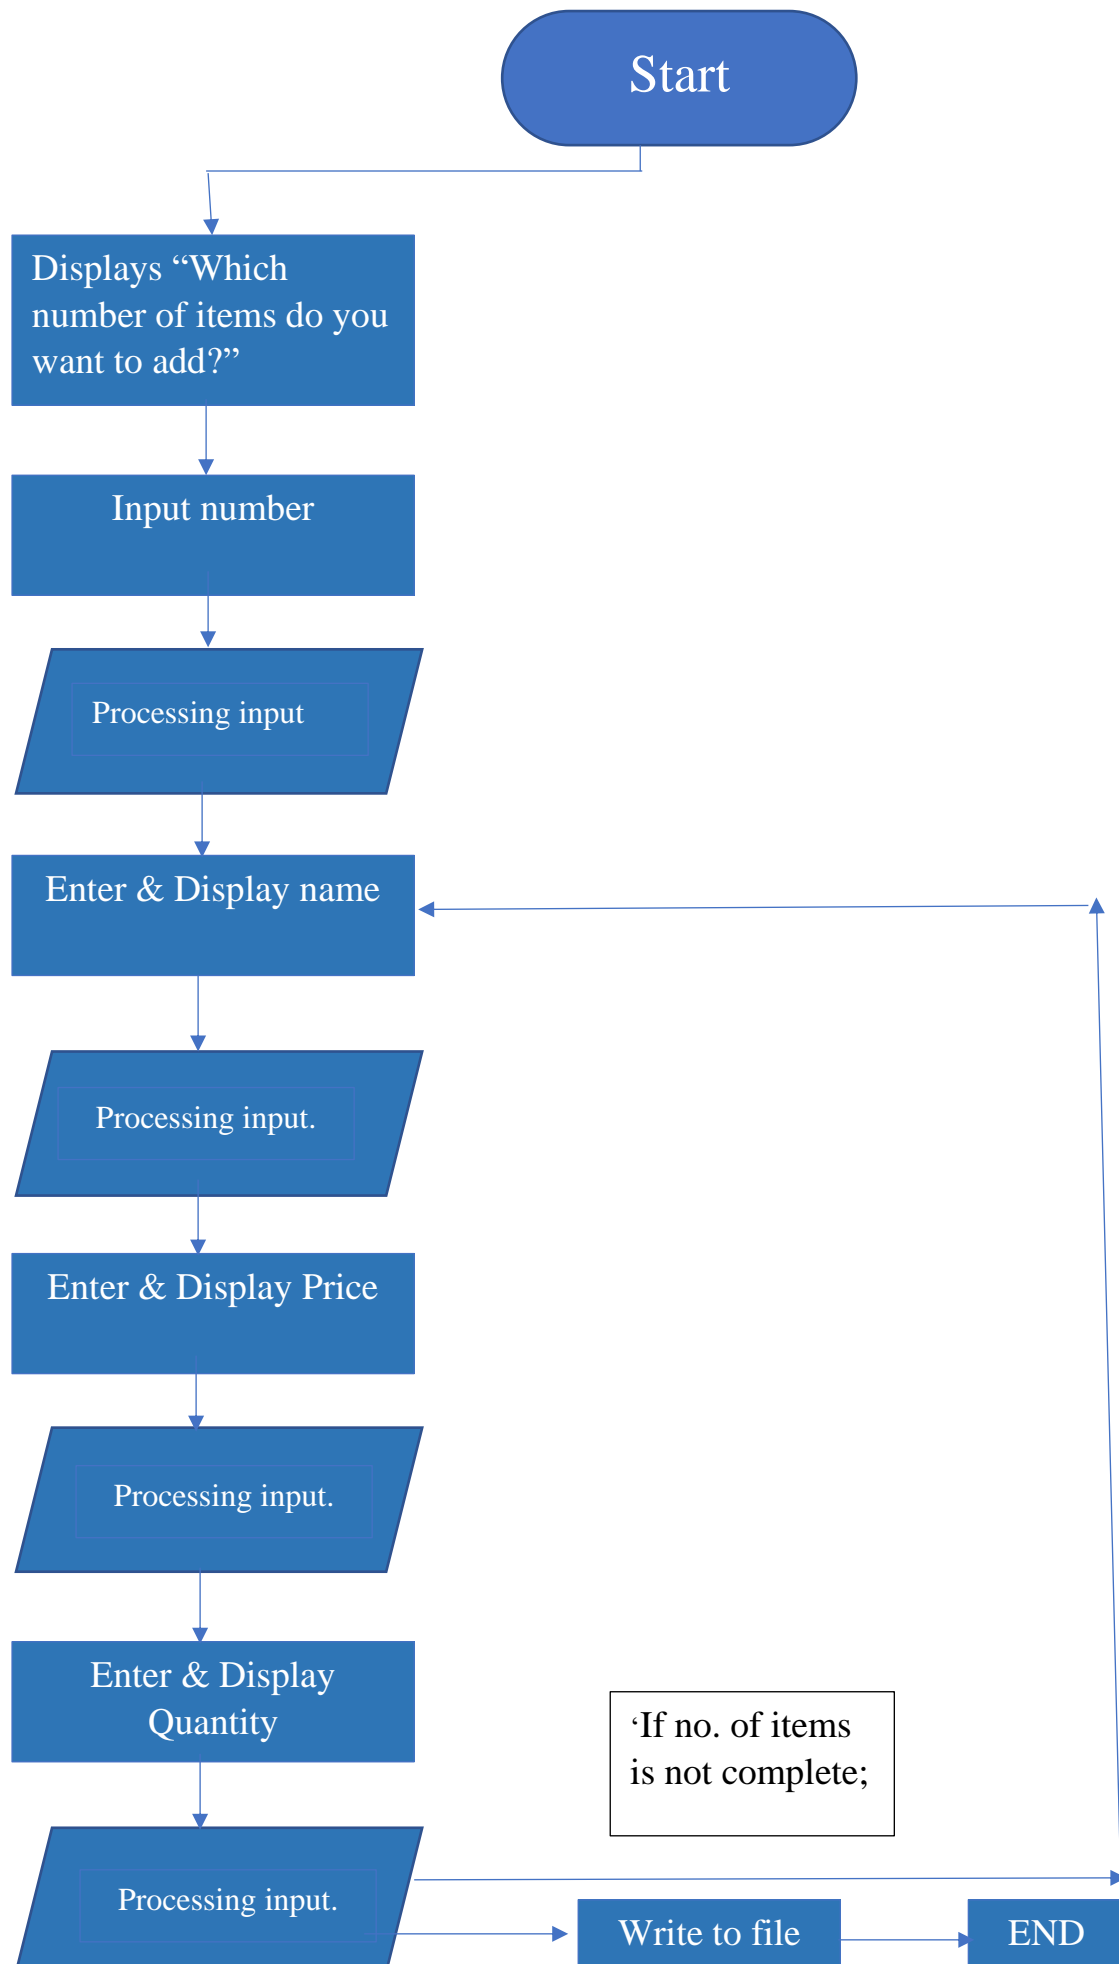 Start
Displays “Which
number of items do you
want to add?”
Input number
Processing input
Enter & Display name
Processing input.
Enter & Display Price
Processing input.
Enter & Display
Quantity
‘If no. of items
is not complete;
Processing input.
Write to file
END